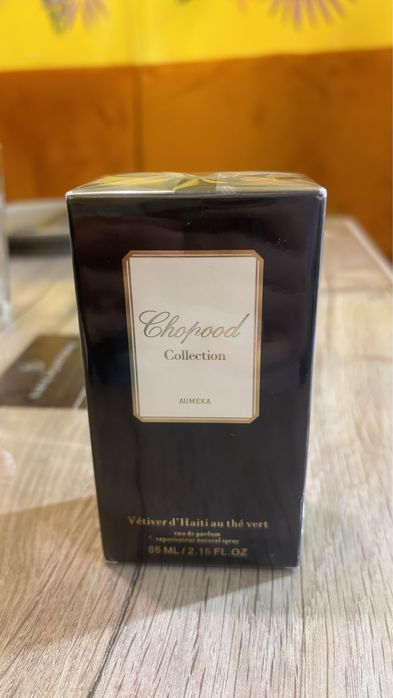 Chopood
Collection
AUMEKA
Vétiver d'Haiti au thé vert
eau de parfum
vaporisateur natural spray
65 ML / 2.15 FL.OZ